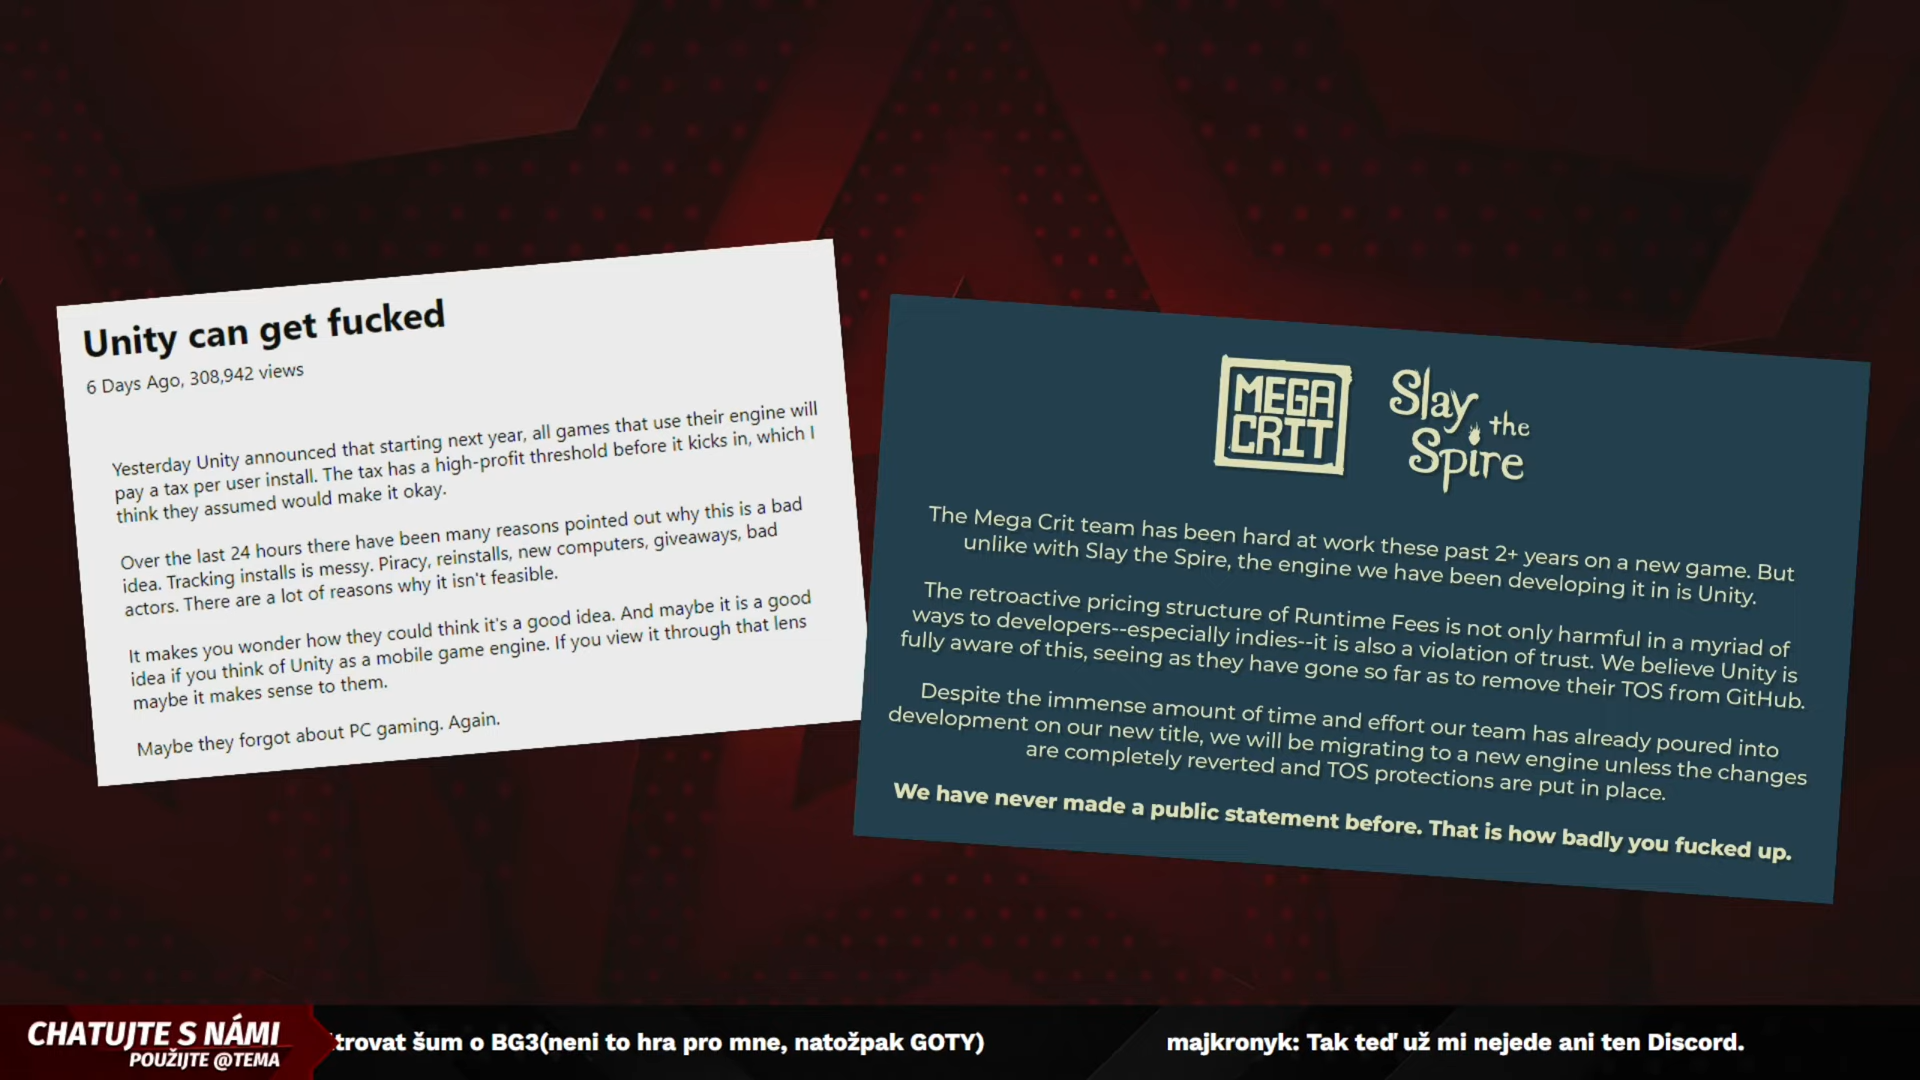 Unity can get fucked
6 Days Ago, 308,942 views
Yesterday Unity announced that starting next year, all games that use their engine will
pay a tax per user install. The tax has a high-profit threshold before it kicks in, which I
think they assumed would make it okay.
Over the last 24 hours there have been many reasons pointed out why this is a bad
idea. Tracking installs is messy. Piracy, reinstalls, new computers, giveaways, bad
actors. There are a lot of reasons why it isn't feasible.
It makes you wonder how they could think it's a good idea. And maybe it is a good
idea if you think of Unity as a mobile game engine. If you view it through that lens
maybe it makes sense to them.
Maybe they forgot about PC gaming. Again.
MEGA
CRIT
Slay
the
Spire
The Mega Crit team has been hard at work these past 2+ years on a new game. But
unlike with Slay the Spire, the engine we have been developing it in is Unity.
The retroactive pricing structure of Runtime Fees is not only harmful in a myriad of
ways to developers--especially indies--it is also a violation of trust. We believe Unity is
fully aware of this, seeing as they have gone so far as to remove their TOS from GitHub.
Despite the immense amount of time and effort our team has already poured into
development on our new title, we will be migrating to a new engine unless the changes
are completely reverted and TOS protections are put in place.
We have never made a public statement before. That is how badly you fucked up.
CHATUJTE S NÁMI
POUŽIJTE @TEMA
trovat šum o BG3(neni to hra pro mne, natožpak GOTY)
majkronyk: Tak teď už mi nejede ani ten Discord.